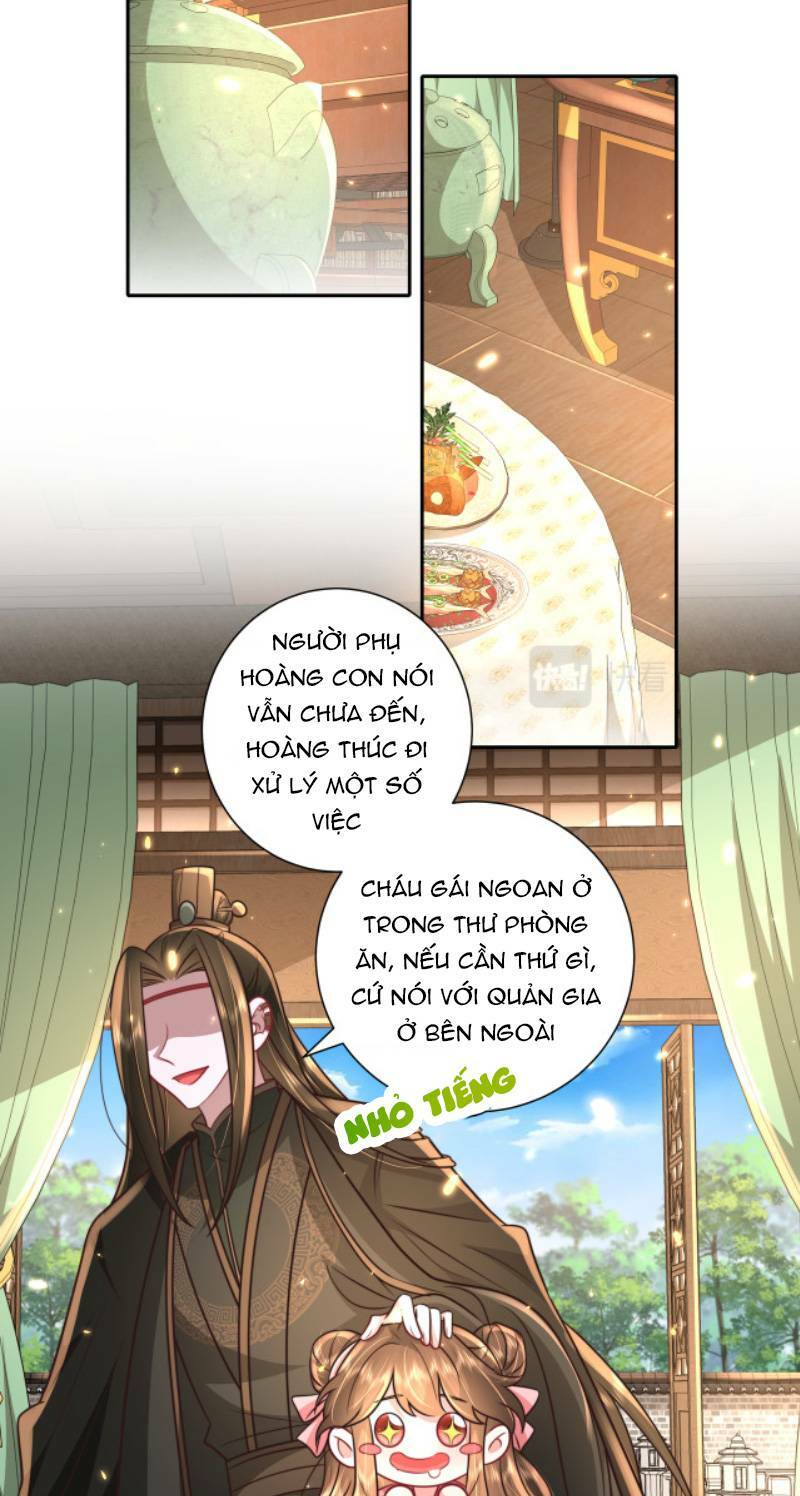 快看! 快看
NGƯỜI PHỤ
HOÀNG CON NÓI
VẪN CHƯA ĐẾN,
HOÀNG THÚC ĐI
XỬ LÝ MỘT SỐ
VIỆC
CHÁU GÁI NGOAN Ở
TRONG THƯ PHÒNG
ĂN, NẾU CẦN THỨ GÌ,
CỨ NÓI VỚI QUẢN GIA
Ở BÊN NGOÀI
NHỎ TIẾNG